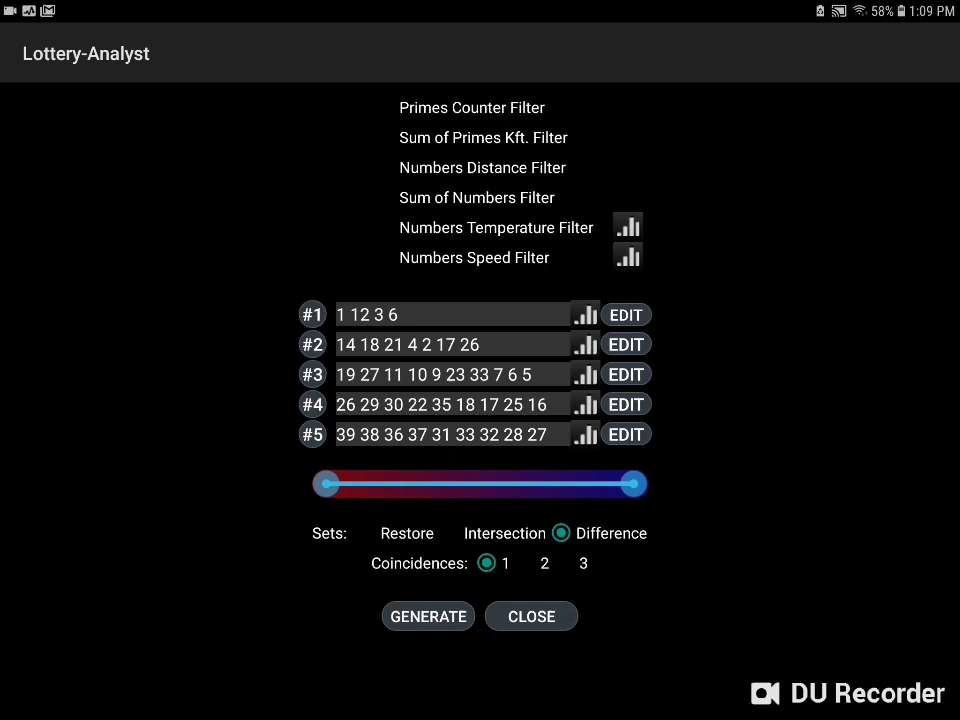 58% 1:09 PM
Lottery-Analyst
Primes Counter Filter
Sum of Primes Kft. Filter
Numbers Distance Filter
Sum of Numbers Filter
Numbers Temperature Filter
Numbers Speed Filter
#1 1 12 3 6 EDIT
#2 14 18 21 4 2 17 26 EDIT
#3 19 27 11 10 9 23 33 7 6 5 EDIT
#4 26 29 30 22 35 18 17 25 16 EDIT
#5 39 38 36 37 31 33 32 28 27 EDIT
Sets: Restore Intersection Difference
Coincidences: 1 2 3
GENERATE CLOSE
DU Recorder